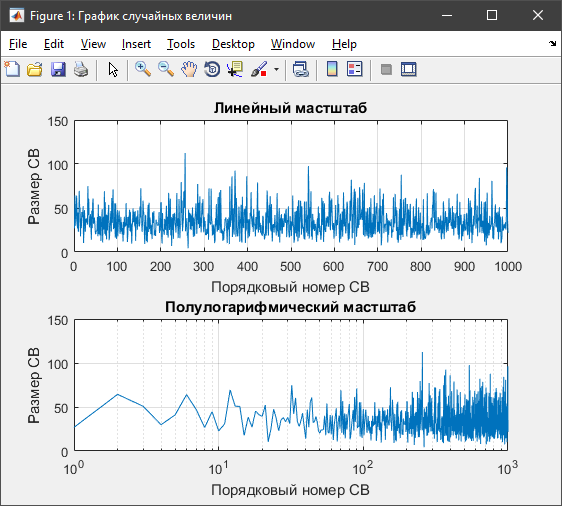 Figure 1: График случайных величин
File Edit View Insert Tools Desktop Window Help
Линейный мастштаб
150
100
50
0
Размер СВ
0 100 200 300 400 500 600 700 800 900 1000
Порядковый номер СВ
Полулогарифмический мастштаб
150
100
50
0
Размер СВ
10^0 10^1 10^2 10^3
Порядковый номер СВ